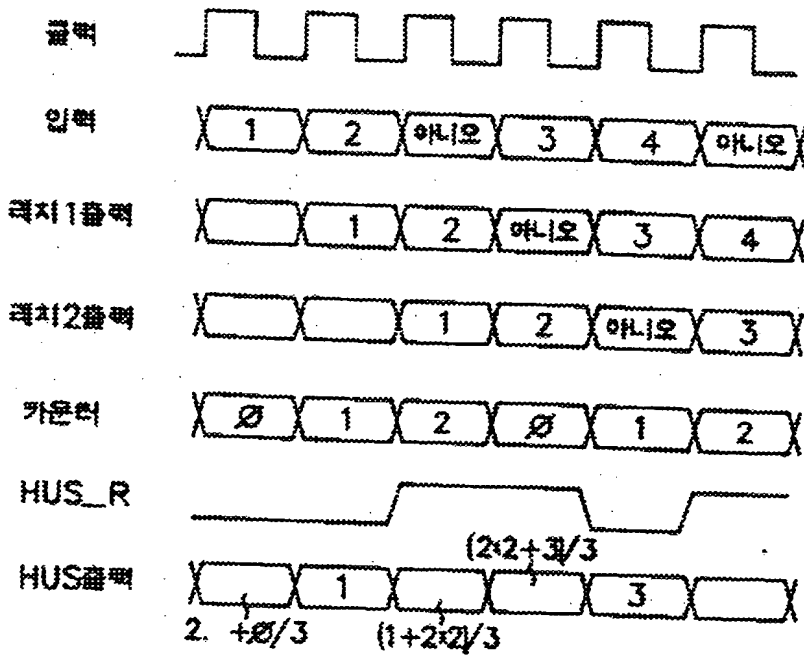 클럭
입력 1 2 아니오 3 4 아니오
래치1출력 1 2 아니오 3 4
래치2출력 1 2 아니오 3
카운터 Ø 1 2 Ø 1 2
HUS_R
(2x2+3)/3
HUS출력 1 3
2. +Ø/3 (1+2x2)/3